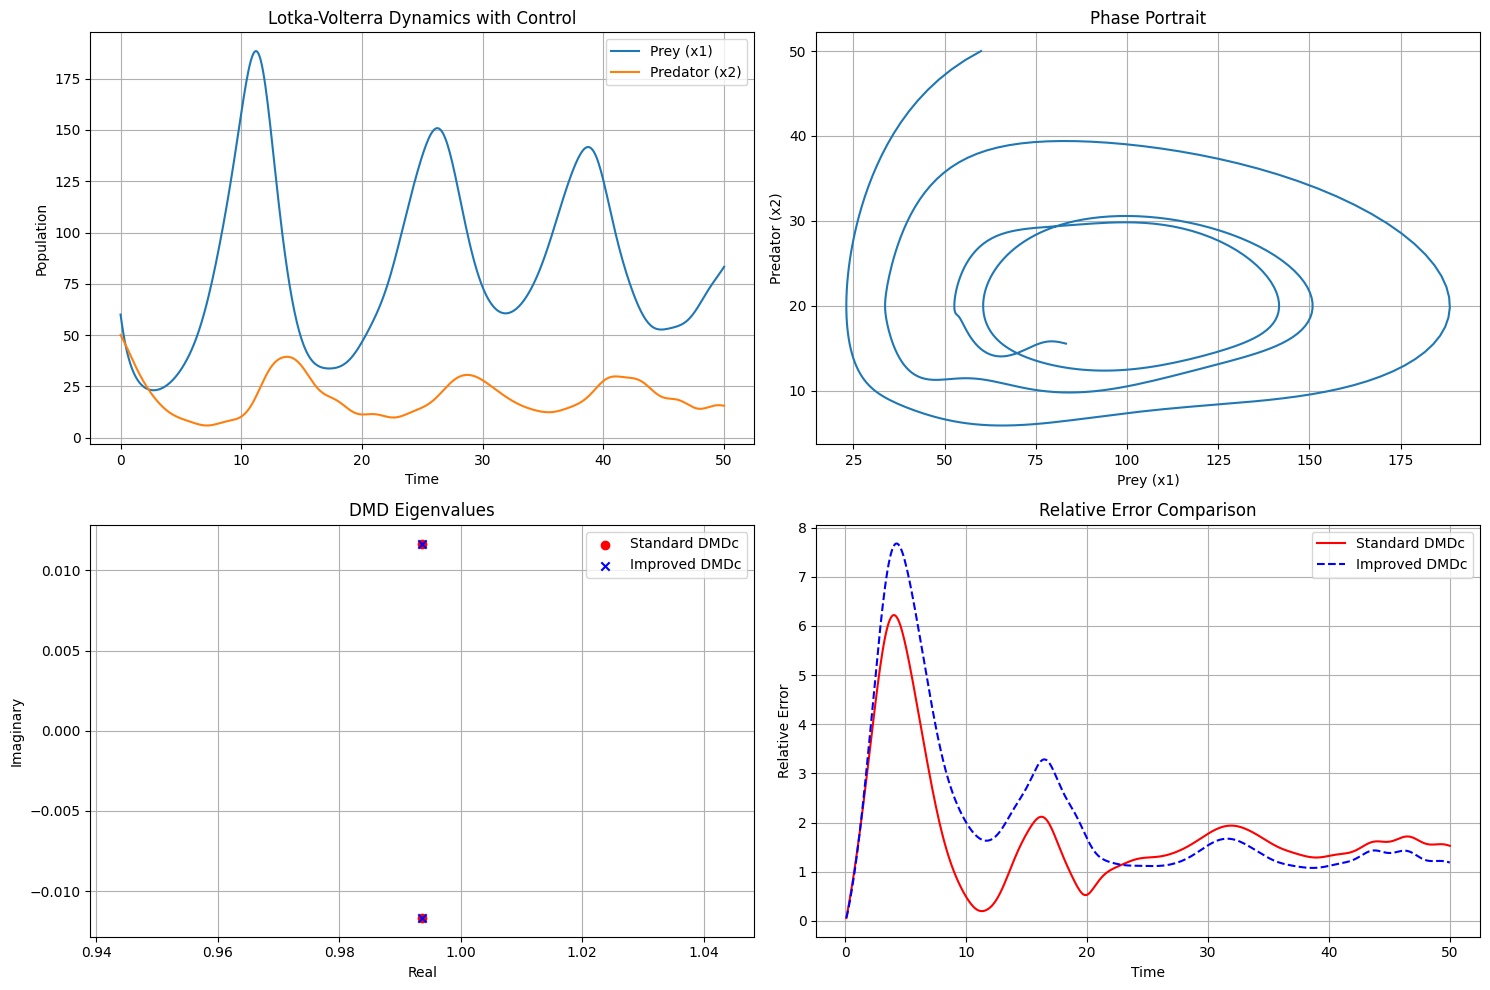 Lotka-Volterra Dynamics with Control
Prey (x1)
Predator (x2)
175
150
125
100
75
50
25
0
Population
0 10 20 30 40 50
Time
Phase Portrait
50
40
30
20
10
Predator (x2)
25 50 75 100 125 150 175
Prey (x1)
DMD Eigenvalues
Standard DMDc
Improved DMDc
0.010
0.005
0.000
−0.005
−0.010
Imaginary
0.94 0.96 0.98 1.00 1.02 1.04
Real
Relative Error Comparison
Standard DMDc
Improved DMDc
8
7
6
5
4
3
2
1
0
Relative Error
0 10 20 30 40 50
Time